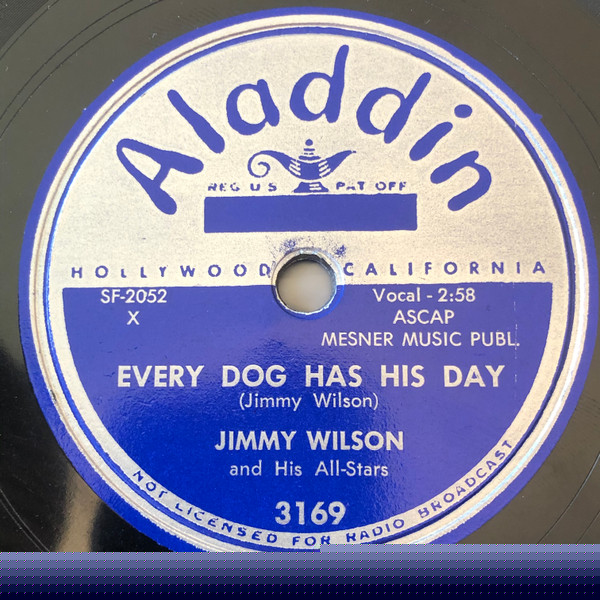 Aladdin
REG US PAT OFF
HOLLYWOOD CALIFORNIA
SF-2052 Vocal - 2:58
X ASCAP
MESNER MUSIC PUBL.
EVERY DOG HAS HIS DAY
(Jimmy Wilson)
JIMMY WILSON
and His All-Stars
3169
NOT LICENSED FOR RADIO BROADCAST